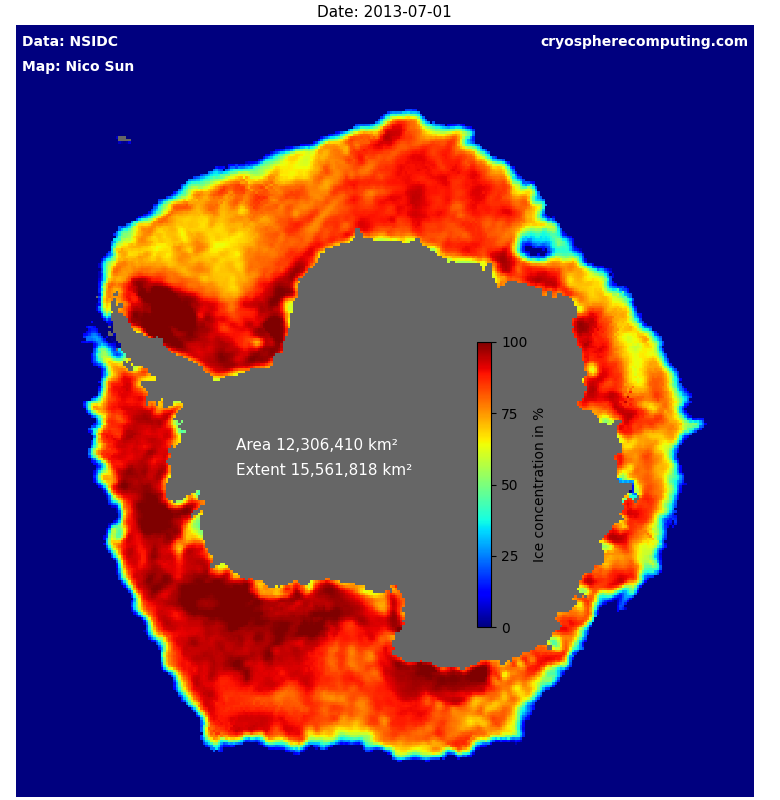 Date: 2013-07-01
Data: NSIDC
cryospherecomputing.com
Map: Nico Sun
100
75
50
25
0
Ice concentration in %
Area 12,306,410 km²
Extent 15,561,818 km²